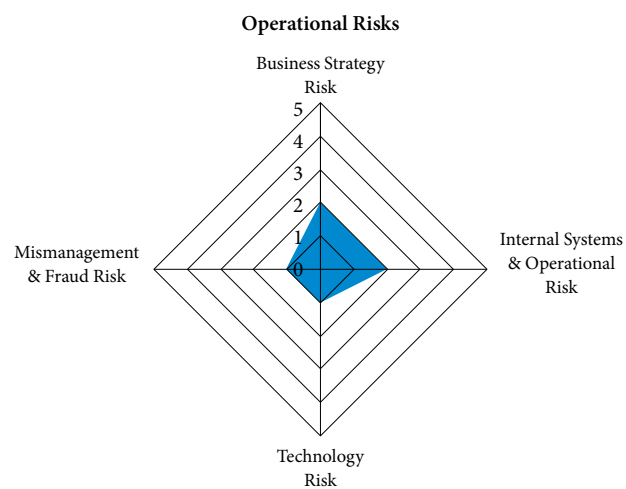 Operational Risks
Business Strategy
Risk
5
4
3
2
1
0
Mismanagement
& Fraud Risk
Internal Systems
& Operational
Risk
Technology
Risk